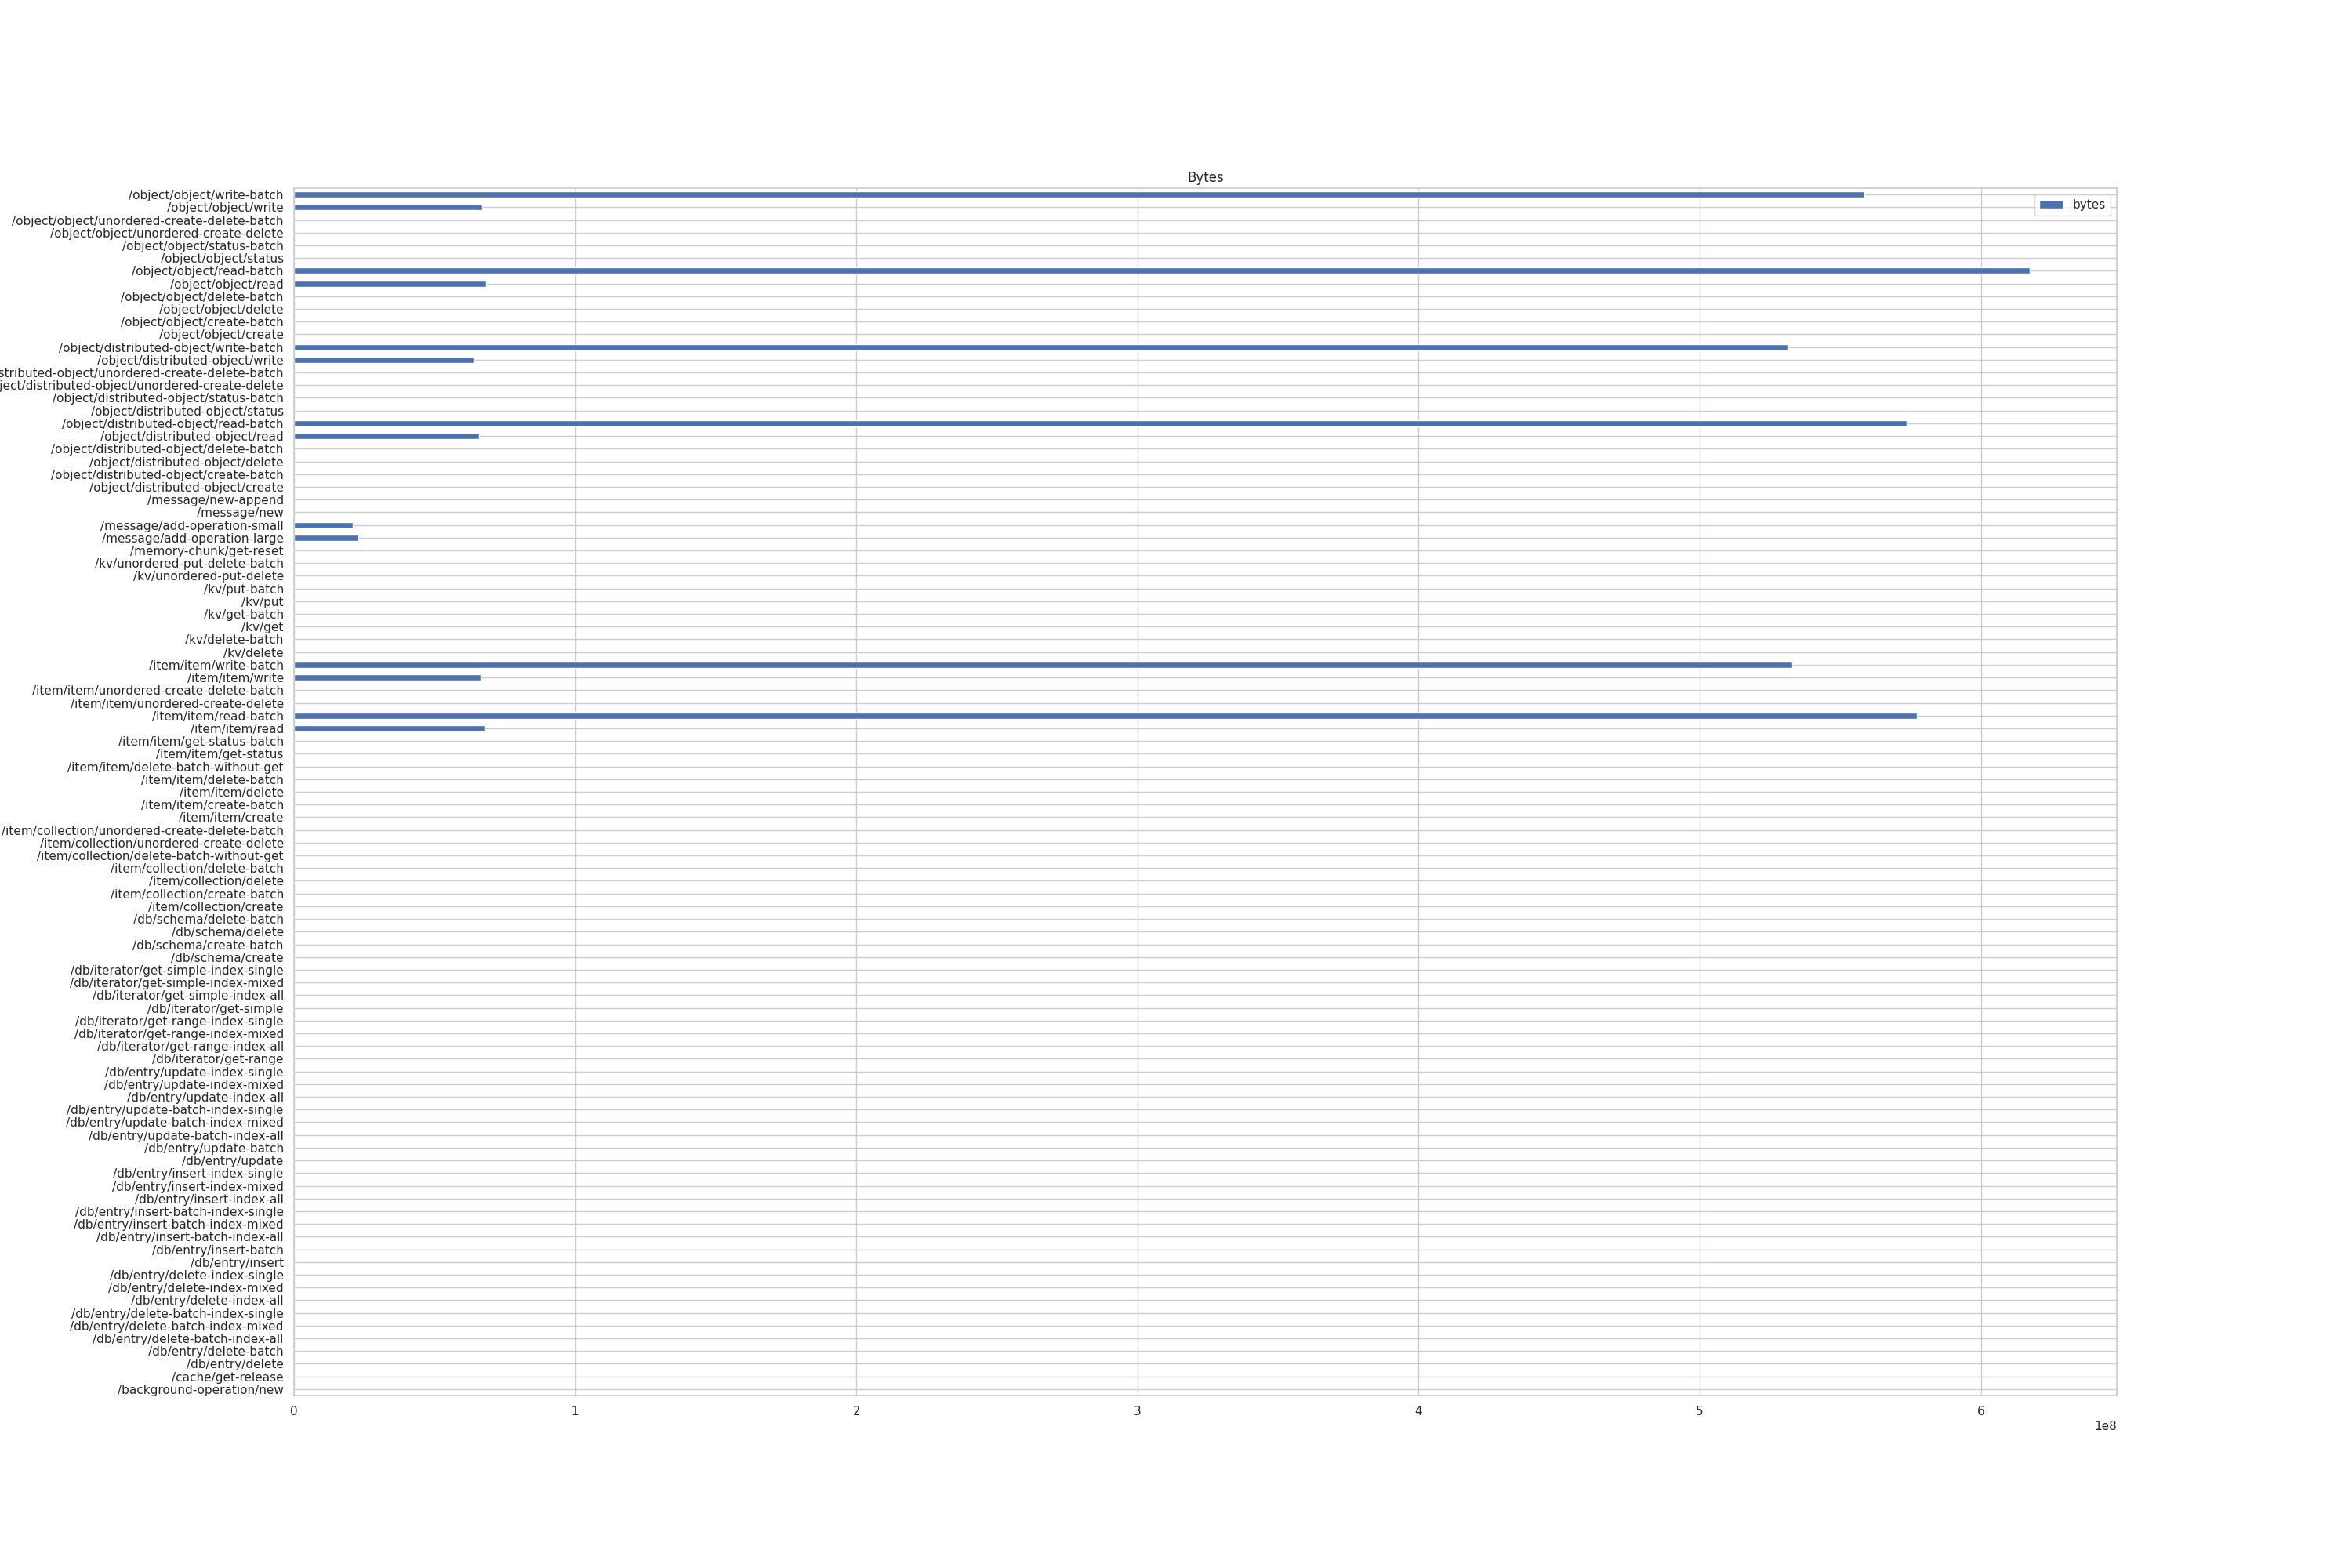 Bytes
bytes
/object/object/write-batch
/object/object/write
/object/object/unordered-create-delete-batch
/object/object/unordered-create-delete
/object/object/status-batch
/object/object/status
/object/object/read-batch
/object/object/read
/object/object/delete-batch
/object/object/delete
/object/object/create-batch
/object/object/create
/object/distributed-object/write-batch
/object/distributed-object/write
stributed-object/unordered-create-delete-batch
ject/distributed-object/unordered-create-delete
/object/distributed-object/status-batch
/object/distributed-object/status
/object/distributed-object/read-batch
/object/distributed-object/read
/object/distributed-object/delete-batch
/object/distributed-object/delete
/object/distributed-object/create-batch
/object/distributed-object/create
/message/new-append
/message/new
/message/add-operation-small
/message/add-operation-large
/memory-chunk/get-reset
/kv/unordered-put-delete-batch
/kv/unordered-put-delete
/kv/put-batch
/kv/put
/kv/get-batch
/kv/get
/kv/delete-batch
/kv/delete
/item/item/write-batch
/item/item/write
/item/item/unordered-create-delete-batch
/item/item/unordered-create-delete
/item/item/read-batch
/item/item/read
/item/item/get-status-batch
/item/item/get-status
/item/item/delete-batch-without-get
/item/item/delete-batch
/item/item/delete
/item/item/create-batch
/item/item/create
/item/collection/unordered-create-delete-batch
/item/collection/unordered-create-delete
/item/collection/delete-batch-without-get
/item/collection/delete-batch
/item/collection/delete
/item/collection/create-batch
/item/collection/create
/db/schema/delete-batch
/db/schema/delete
/db/schema/create-batch
/db/schema/create
/db/iterator/get-simple-index-single
/db/iterator/get-simple-index-mixed
/db/iterator/get-simple-index-all
/db/iterator/get-simple
/db/iterator/get-range-index-single
/db/iterator/get-range-index-mixed
/db/iterator/get-range-index-all
/db/iterator/get-range
/db/entry/update-index-single
/db/entry/update-index-mixed
/db/entry/update-index-all
/db/entry/update-batch-index-single
/db/entry/update-batch-index-mixed
/db/entry/update-batch-index-all
/db/entry/update-batch
/db/entry/update
/db/entry/insert-index-single
/db/entry/insert-index-mixed
/db/entry/insert-index-all
/db/entry/insert-batch-index-single
/db/entry/insert-batch-index-mixed
/db/entry/insert-batch-index-all
/db/entry/insert-batch
/db/entry/insert
/db/entry/delete-index-single
/db/entry/delete-index-mixed
/db/entry/delete-index-all
/db/entry/delete-batch-index-single
/db/entry/delete-batch-index-mixed
/db/entry/delete-batch-index-all
/db/entry/delete-batch
/db/entry/delete
/cache/get-release
/background-operation/new
0 1 2 3 4 5 6
1e8